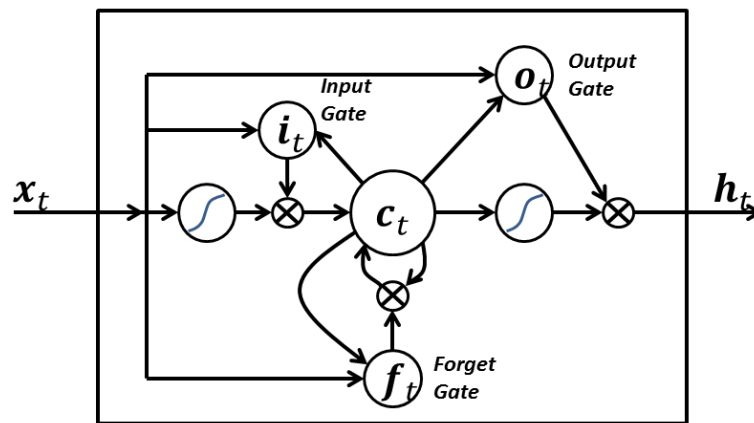 Output
Gate
o_t
Input
Gate
i_t
x_t
c_t
h_t
f_t
Forget
Gate